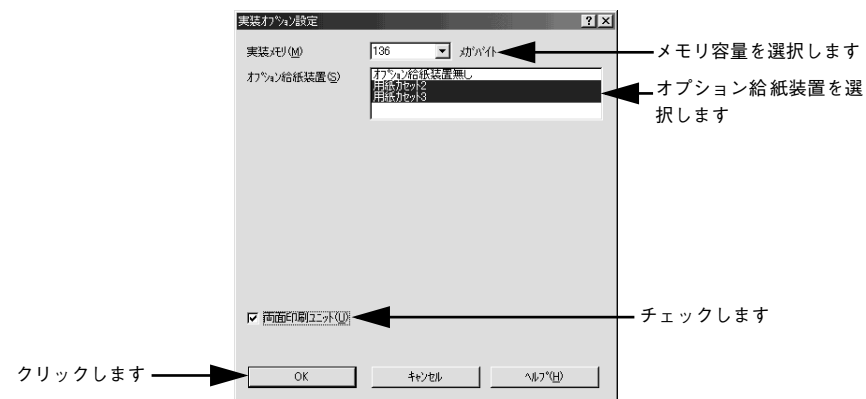 実装ｵﾌﾟｼｮﾝ設定
実装ﾒﾓﾘ(M) 136 ﾒｶﾞﾊﾞｲﾄ メモリ容量を選択します
ｵﾌﾟｼｮﾝ給紙装置(S) ｵﾌﾟｼｮﾝ給紙装置無し
用紙ｶｾｯﾄ2
用紙ｶｾｯﾄ3
オプション給紙装置を選
択します
両面印刷ﾕﾆｯﾄ(U) チェックします
クリックします OK ｷｬﾝｾﾙ ﾍﾙﾌﾟ(H)